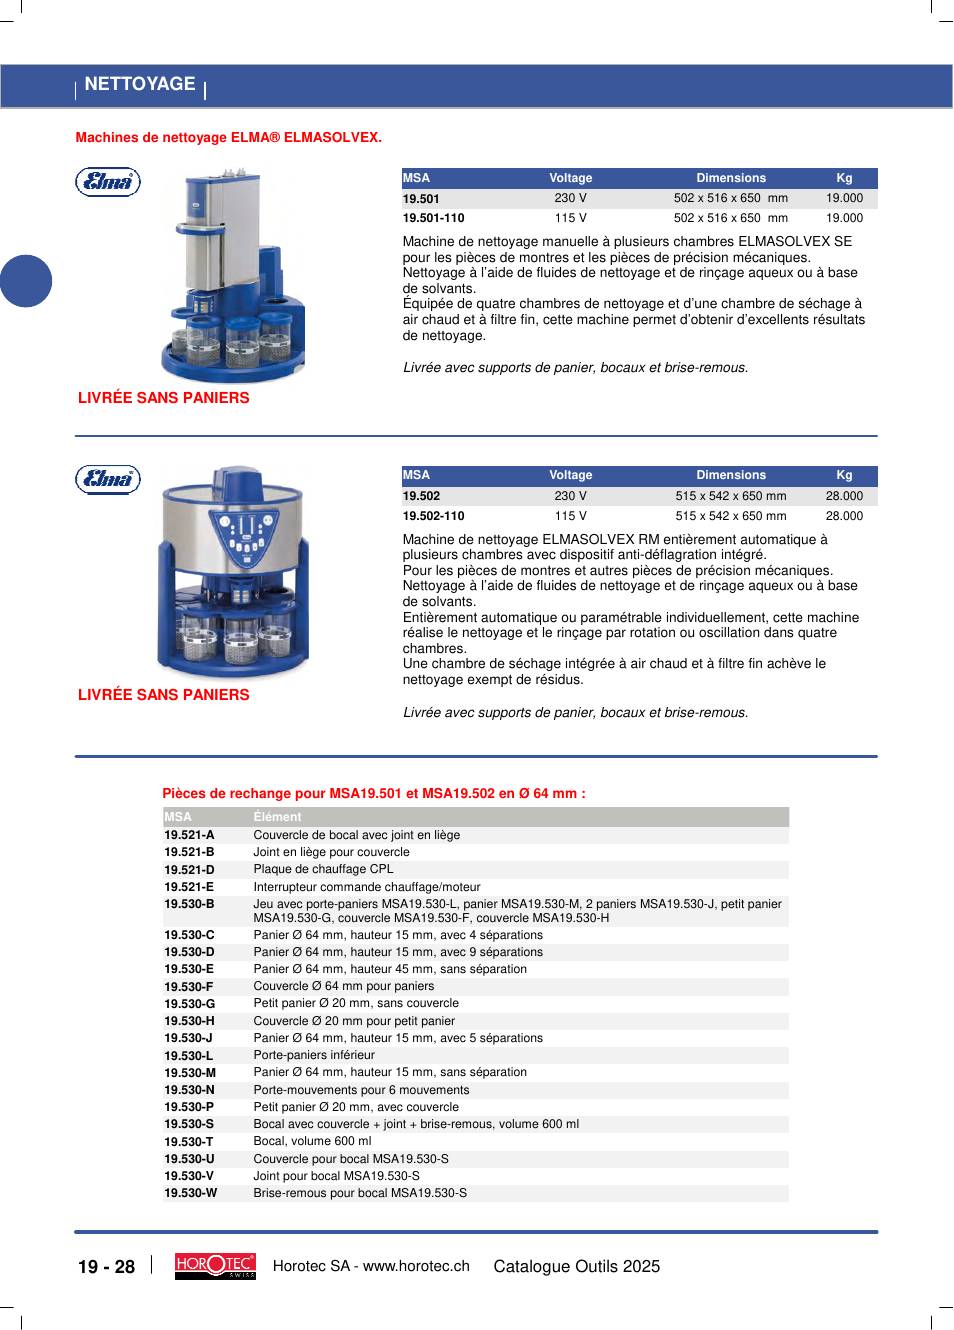 NETTOYAGE
Machines de nettoyage ELMA® ELMASOLVEX.
Elma®
MSA Voltage Dimensions Kg
19.501 230 V 502 x 516 x 650 mm 19.000
19.501-110 115 V 502 x 516 x 650 mm 19.000
Machine de nettoyage manuelle à plusieurs chambres ELMASOLVEX SE
pour les pièces de montres et les pièces de précision mécaniques.
Nettoyage à l’aide de fluides de nettoyage et de rinçage aqueux ou à base
de solvants.
Équipée de quatre chambres de nettoyage et d’une chambre de séchage à
air chaud et à filtre fin, cette machine permet d’obtenir d’excellents résultats
de nettoyage.
Livrée avec supports de panier, bocaux et brise-remous.
LIVRÉE SANS PANIERS
Elma®
MSA Voltage Dimensions Kg
19.502 230 V 515 x 542 x 650 mm 28.000
19.502-110 115 V 515 x 542 x 650 mm 28.000
Machine de nettoyage ELMASOLVEX RM entièrement automatique à
plusieurs chambres avec dispositif anti-déflagration intégré.
Pour les pièces de montres et autres pièces de précision mécaniques.
Nettoyage à l’aide de fluides de nettoyage et de rinçage aqueux ou à base
de solvants.
Entièrement automatique ou paramétrable individuellement, cette machine
réalise le nettoyage et le rinçage par rotation ou oscillation dans quatre
chambres.
Une chambre de séchage intégrée à air chaud et à filtre fin achève le
nettoyage exempt de résidus.
Livrée avec supports de panier, bocaux et brise-remous.
LIVRÉE SANS PANIERS
Pièces de rechange pour MSA19.501 et MSA19.502 en Ø 64 mm :
MSA Élément
19.521-A Couvercle de bocal avec joint en liège
19.521-B Joint en liège pour couvercle
19.521-D Plaque de chauffage CPL
19.521-E Interrupteur commande chauffage/moteur
19.530-B Jeu avec porte-paniers MSA19.530-L, panier MSA19.530-M, 2 paniers MSA19.530-J, petit panier
MSA19.530-G, couvercle MSA19.530-F, couvercle MSA19.530-H
19.530-C Panier Ø 64 mm, hauteur 15 mm, avec 4 séparations
19.530-D Panier Ø 64 mm, hauteur 15 mm, avec 9 séparations
19.530-E Panier Ø 64 mm, hauteur 45 mm, sans séparation
19.530-F Couvercle Ø 64 mm pour paniers
19.530-G Petit panier Ø 20 mm, sans couvercle
19.530-H Couvercle Ø 20 mm pour petit panier
19.530-J Panier Ø 64 mm, hauteur 15 mm, avec 5 séparations
19.530-L Porte-paniers inférieur
19.530-M Panier Ø 64 mm, hauteur 15 mm, sans séparation
19.530-N Porte-mouvements pour 6 mouvements
19.530-P Petit panier Ø 20 mm, avec couvercle
19.530-S Bocal avec couvercle + joint + brise-remous, volume 600 ml
19.530-T Bocal, volume 600 ml
19.530-U Couvercle pour bocal MSA19.530-S
19.530-V Joint pour bocal MSA19.530-S
19.530-W Brise-remous pour bocal MSA19.530-S
19 - 28 HOROTEC® SWISS Horotec SA - www.horotec.ch Catalogue Outils 2025